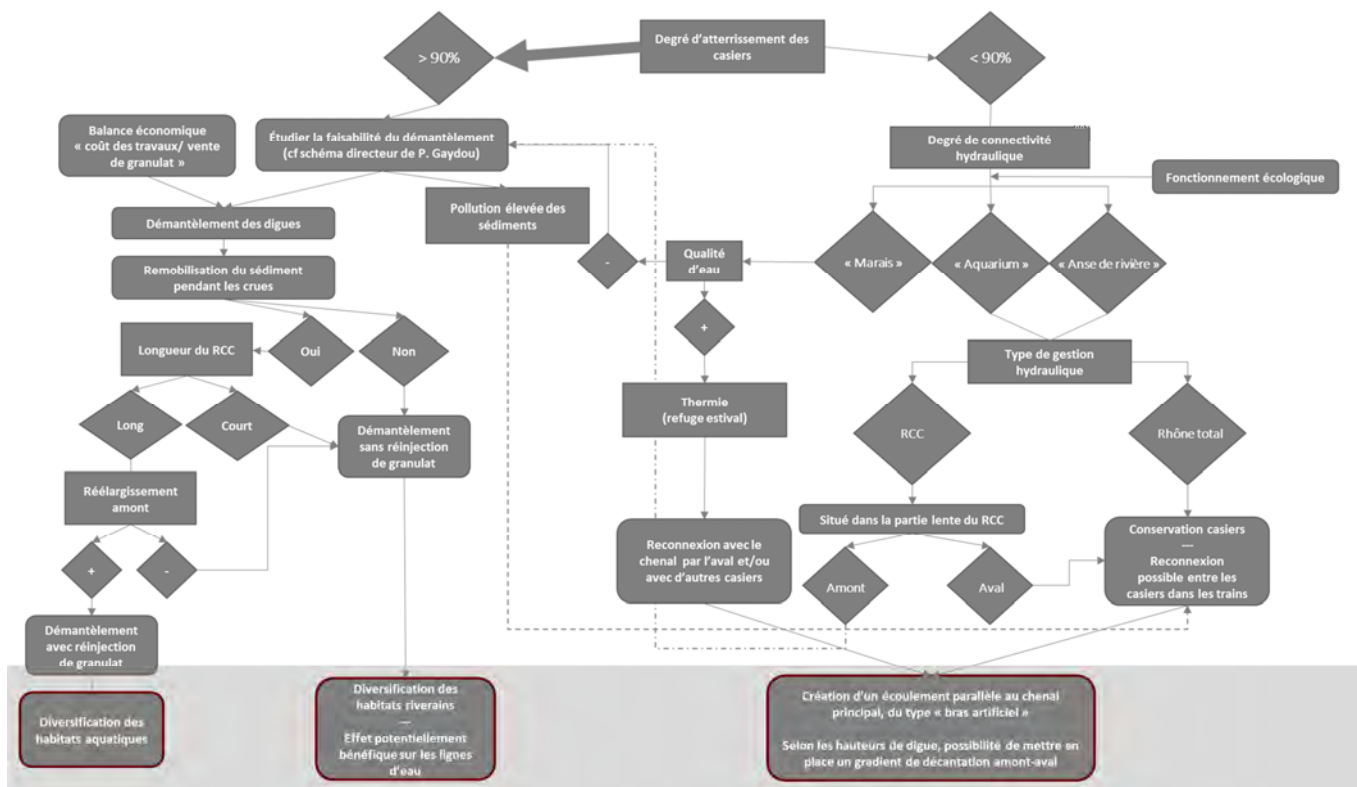 Degré d'atterrissement des
casiers
> 90%
< 90%
Balance économique
« coût des travaux/ vente
de granulat »
Étudier la faisabilité du démantèlement
(cf schéma directeur de P. Gaydou)
Degré de connectivité
hydraulique
Fonctionnement écologique
Pollution élevée des
sédiments
Démantèlement des digues
Qualité
d'eau
-
« Marais »
« Aquarium »
« Anse de rivière »
Remobilisation du sédiment
pendant les crues
+
Longueur du RCC
Oui
Non
Type de gestion
hydraulique
Thermie
(refuge estival)
Long
Court
Démantèlement
sans réinjection
de granulat
RCC
Rhône total
Réélargissement
amont
Situé dans la partie lente du RCC
Conservation casiers
---
Reconnexion
possible entre les
casiers dans les trains
Reconnexion avec le
chenal par l'aval et/ou
avec d'autres casiers
+
-
Amont
Aval
Démantèlement
avec réinjection
de granulat
Diversification des
habitats aquatiques
Diversification des
habitats riverains
---
Effet potentiellement
bénéfique sur les lignes
d'eau
Création d'un écoulement parallèle au chenal
principal, du type « bras artificiel »
Selon les hauteurs de digue, possibilité de mettre en
place un gradient de décantation amont-aval